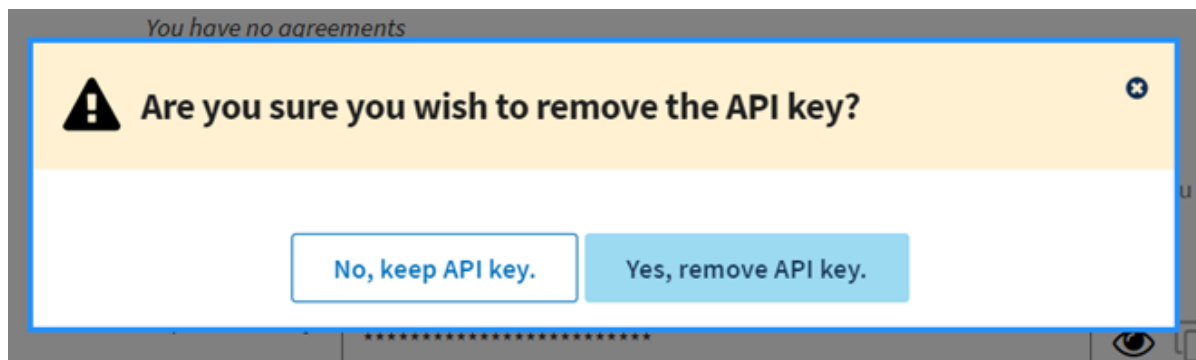 You have no agreements
Are you sure you wish to remove the API key?
u
No, keep API key.
Yes, remove API key.
**************************